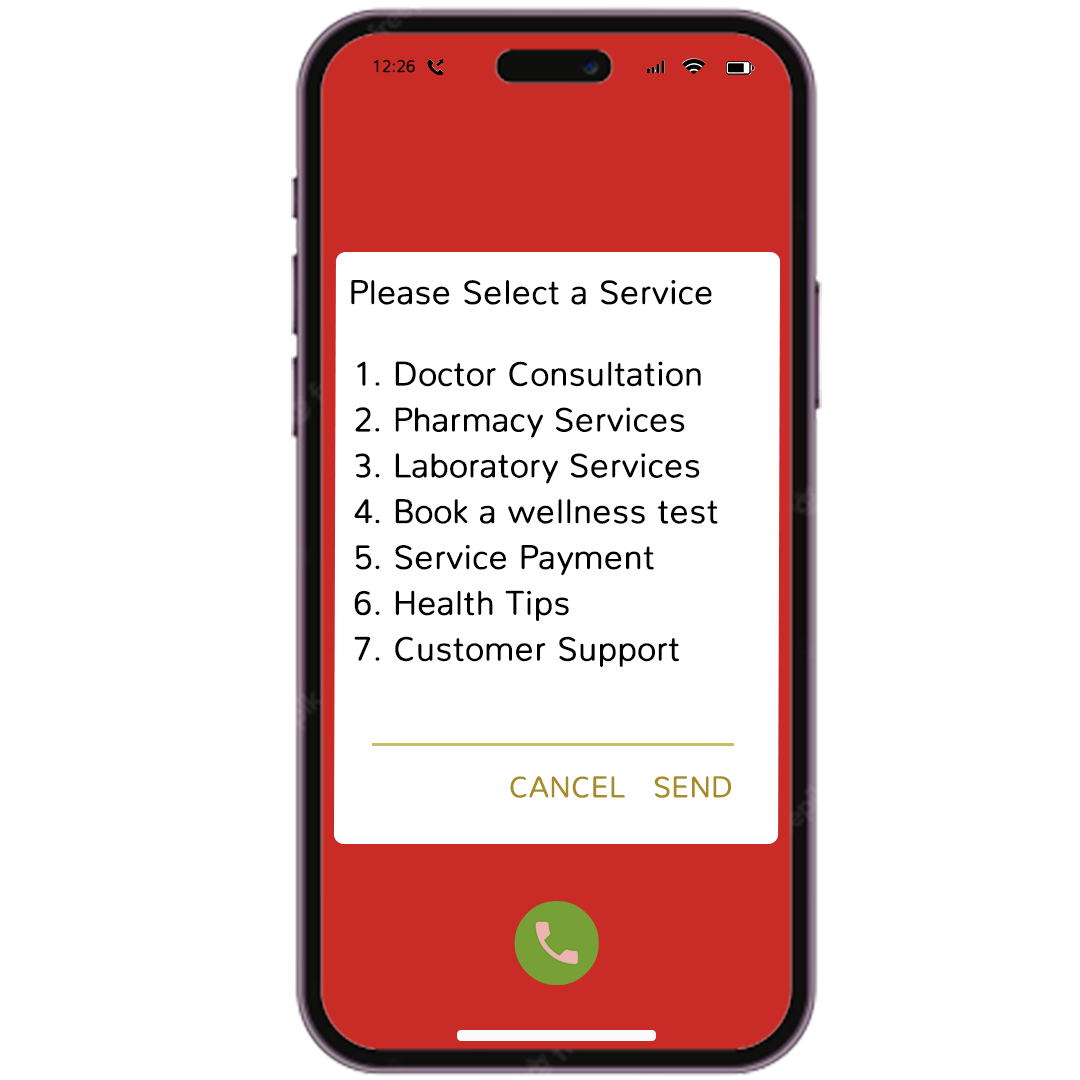 12:26
Please Select a Service
1. Doctor Consultation
2. Pharmacy Services
3. Laboratory Services
4. Book a wellness test
5. Service Payment
6. Health Tips
7. Customer Support
CANCEL SEND